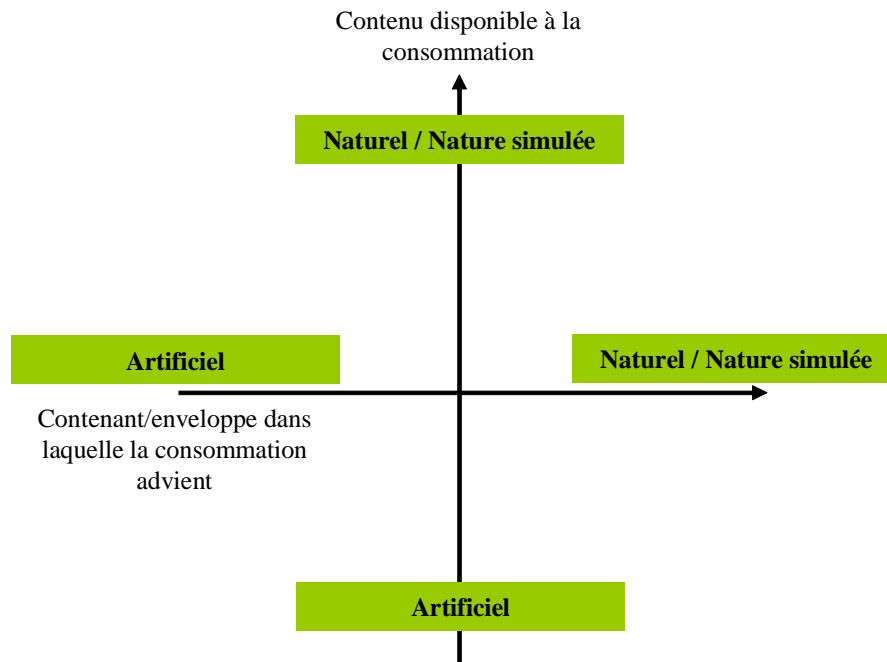 Contenu disponible à la
consommation
Naturel / Nature simulée
Artificiel
Naturel / Nature simulée
Contenant/enveloppe dans
laquelle la consommation
advient
Artificiel